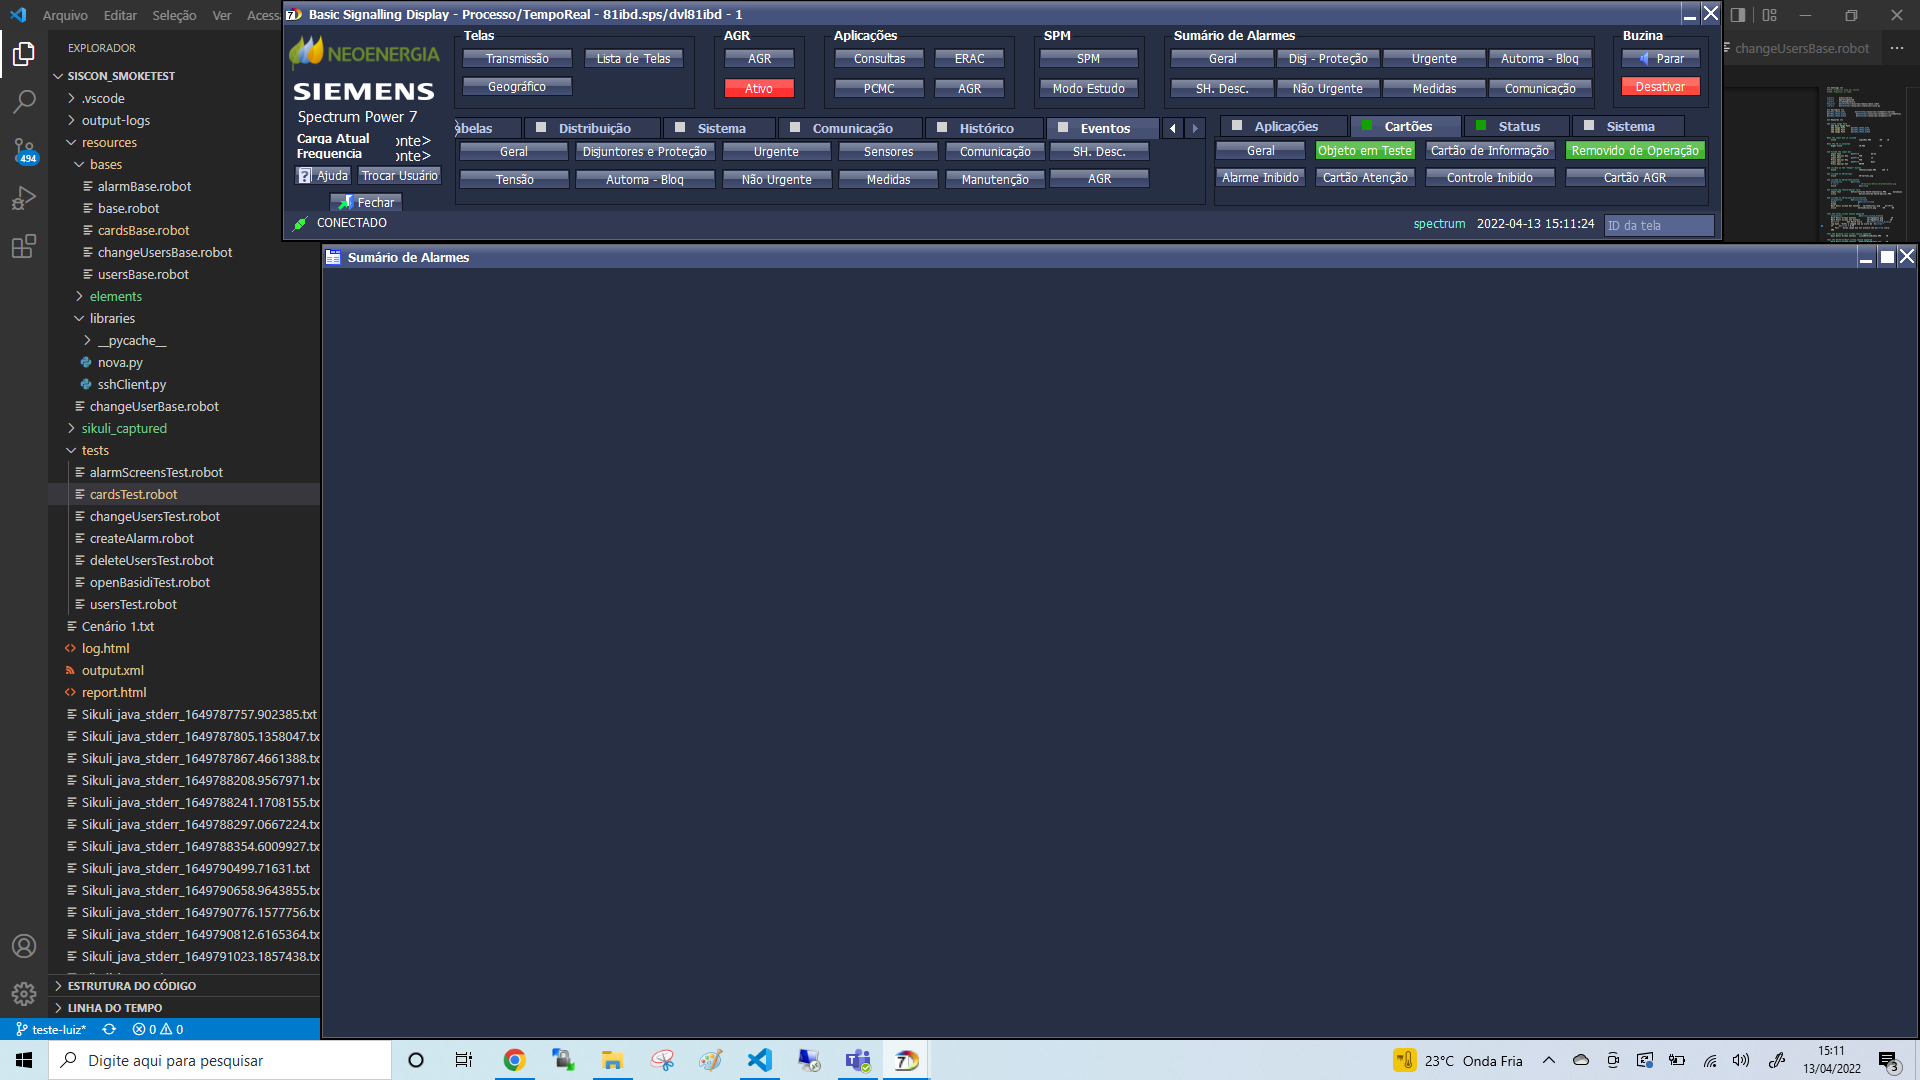 Arquivo Editar Seleção Ver Acess
Basic Signalling Display - Processo/TempoReal - 81ibd.sps/dvl81ibd - 1
changeUsersBase.robot
NEOENERGIA
SIEMENS
Spectrum Power 7
Carga Atual onte>
Frequencia onte>
Ajuda Trocar Usuário
Fechar
CONECTADO
Telas
Transmissão Lista de Telas
Geográfico
AGR
AGR
Ativo
Aplicações
Consultas ERAC
PCMC AGR
SPM
SPM
Modo Estudo
Sumário de Alarmes
Geral Disj - Proteção Urgente Automa - Bloq
SH. Desc. Não Urgente Medidas Comunicação
Buzina
Parar
Desativar
abelas Distribuição Sistema Comunicação Histórico Eventos
Geral Disjuntores e Proteção Urgente Sensores Comunicação SH. Desc.
Tensão Automa - Bloq Não Urgente Medidas Manutenção AGR
Aplicações Cartões Status Sistema
Geral Objeto em Teste Cartão de Informação Removido de Operação
Alarme Inibido Cartão Atenção Controle Inibido Cartão AGR
spectrum 2022-04-13 15:11:24 ID da tela
Sumário de Alarmes
EXPLORADOR
SISCON_SMOKETEST
.vscode
output-logs
resources
bases
alarmBase.robot
base.robot
cardsBase.robot
changeUsersBase.robot
usersBase.robot
elements
libraries
__pycache__
nova.py
sshClient.py
changeUserBase.robot
sikuli_captured
tests
alarmScreensTest.robot
cardsTest.robot
changeUsersTest.robot
createAlarm.robot
deleteUsersTest.robot
openBasidiTest.robot
usersTest.robot
Cenário 1.txt
log.html
output.xml
report.html
Sikuli_java_stderr_1649787757.902385.txt
Sikuli_java_stderr_1649787805.1358047.tx
Sikuli_java_stderr_1649787867.4661388.tx
Sikuli_java_stderr_1649788208.9567971.tx
Sikuli_java_stderr_1649788241.1708155.tx
Sikuli_java_stderr_1649788297.0667224.tx
Sikuli_java_stderr_1649788354.6009927.tx
Sikuli_java_stderr_1649790499.71631.txt
Sikuli_java_stderr_1649790658.9643855.tx
Sikuli_java_stderr_1649790776.1577756.tx
Sikuli_java_stderr_1649790812.6165364.tx
Sikuli_java_stderr_1649791023.1857438.tx
ESTRUTURA DO CÓDIGO
LINHA DO TEMPO
494
teste-luiz* 0 0
Digite aqui para pesquisar
23°C Onda Fria
15:11
13/04/2022
3